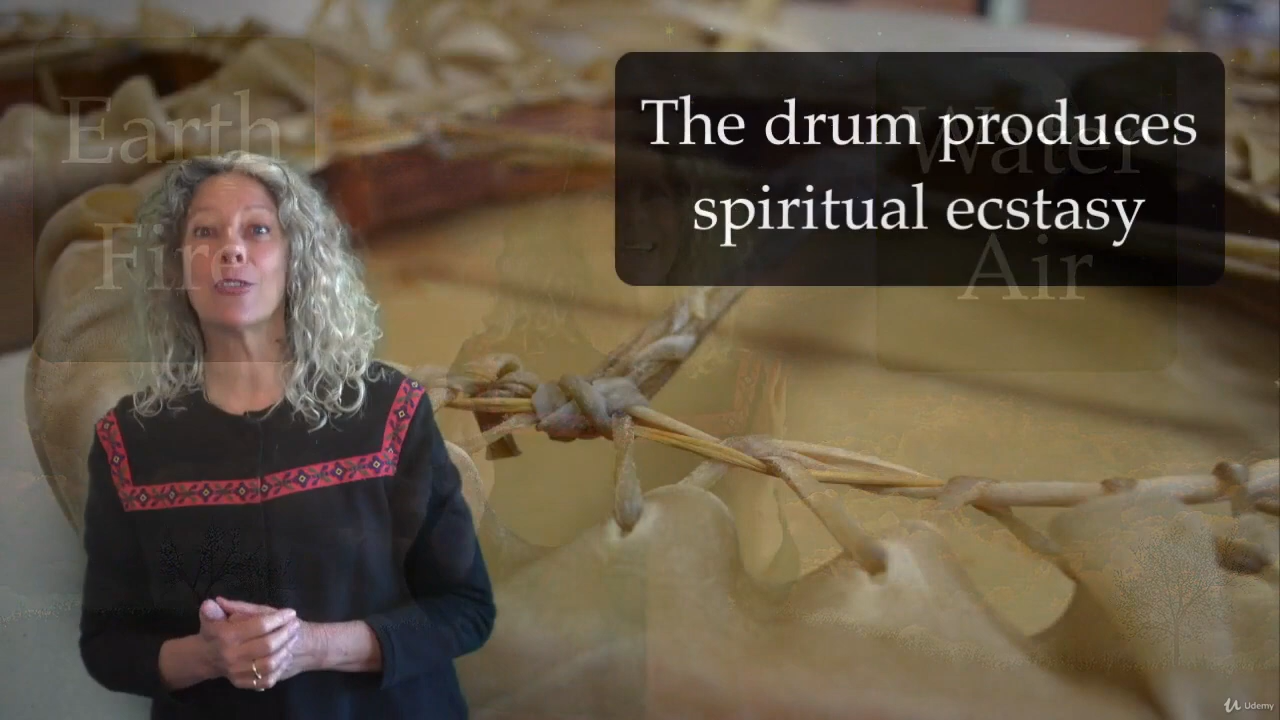 Earth
Fire
The drum produces
spiritual ecstasy
Water
Air
Udemy